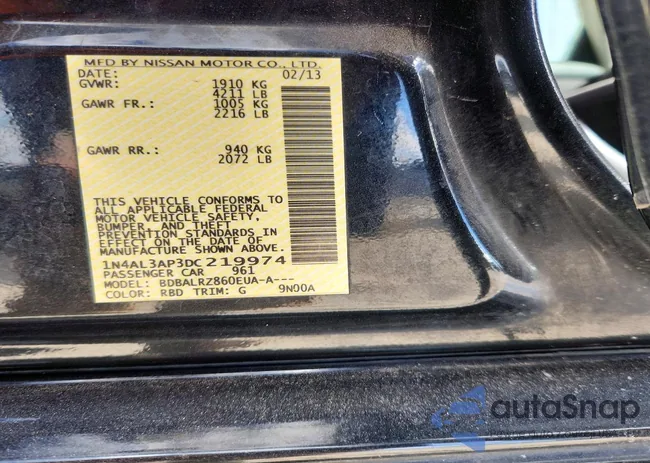 MFD BY NISSAN MOTOR CO., LTD.
DATE: 02/13
GVWR: 1910 KG
4211 LB
GAWR FR.: 1005 KG
2216 LB
GAWR RR.: 940 KG
2072 LB
THIS VEHICLE CONFORMS TO
ALL APPLICABLE FEDERAL
MOTOR VEHICLE SAFETY,
BUMPER, AND THEFT
PREVENTION STANDARDS IN
EFFECT ON THE DATE OF
MANUFACTURE SHOWN ABOVE.
1N4AL3AP3DC219974
PASSENGER CAR 961
MODEL: BDBALRZ860EUA-A---
COLOR: RBD TRIM: G 9N00A
autoSnap